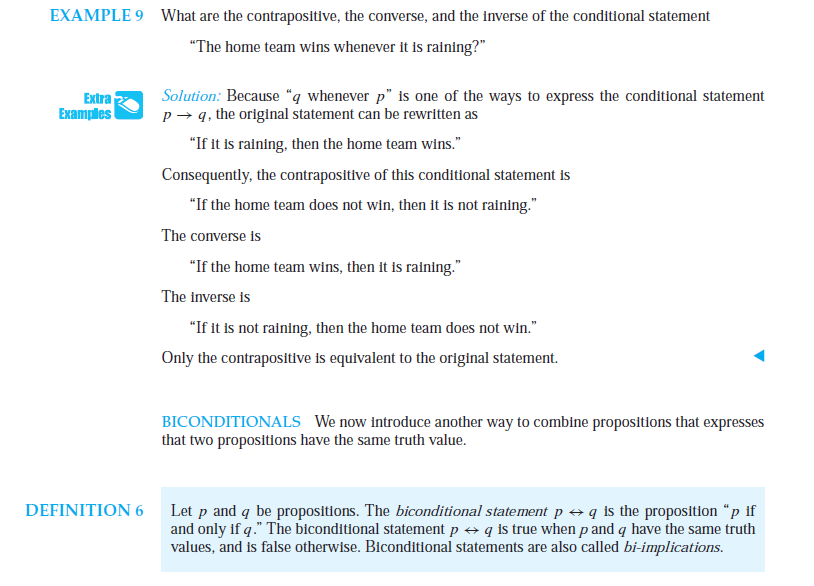 EXAMPLE 9 What are the contrapositive, the converse, and the inverse of the conditional statement
“The home team wins whenever it is raining?”
Extra
Examples
Solution: Because “q whenever p” is one of the ways to express the conditional statement
p → q, the original statement can be rewritten as
“If it is raining, then the home team wins.”
Consequently, the contrapositive of this conditional statement is
“If the home team does not win, then it is not raining.”
The converse is
“If the home team wins, then it is raining.”
The inverse is
“If it is not raining, then the home team does not win.”
Only the contrapositive is equivalent to the original statement.
BICONDITIONALS We now introduce another way to combine propositions that expresses
that two propositions have the same truth value.
DEFINITION 6 Let p and q be propositions. The biconditional statement p ↔ q is the proposition “p if
and only if q.” The biconditional statement p ↔ q is true when p and q have the same truth
values, and is false otherwise. Biconditional statements are also called bi-implications.